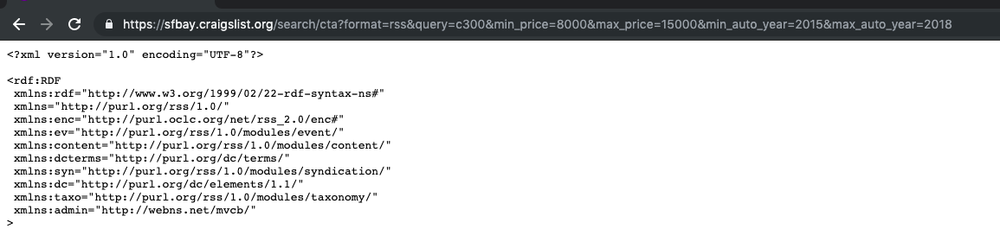 https://sfbay.craigslist.org/search/cta?format=rss&query=c300&min_price=8000&max_price=15000&min_auto_year=2015&max_auto_year=2018
<?xml version="1.0" encoding="UTF-8"?>
<rdf:RDF
xmlns:rdf="http://www.w3.org/1999/02/22-rdf-syntax-ns#"
xmlns="http://purl.org/rss/1.0/"
xmlns:enc="http://purl.oclc.org/net/rss_2.0/enc#"
xmlns:ev="http://purl.org/rss/1.0/modules/event/"
xmlns:content="http://purl.org/rss/1.0/modules/content/"
xmlns:dcterms="http://purl.org/dc/terms/"
xmlns:syn="http://purl.org/rss/1.0/modules/syndication/"
xmlns:dc="http://purl.org/dc/elements/1.1/"
xmlns:taxo="http://purl.org/rss/1.0/modules/taxonomy/"
xmlns:admin="http://webns.net/mvcb/"
>